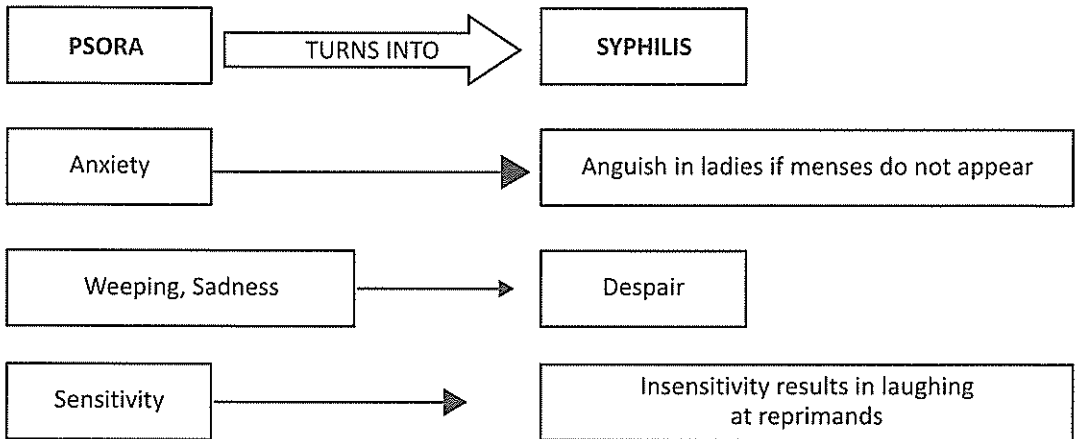 PSORA TURNS INTO SYPHILIS
Anxiety Anguish in ladies if menses do not appear
Weeping, Sadness Despair
Sensitivity Insensitivity results in laughing
at reprimands